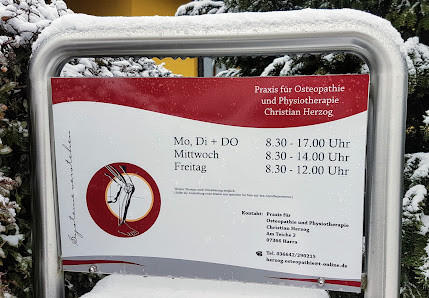 Praxis für Osteopathie
und Physiotherapie
Christian Herzog
Mo, Di + DO 8.30 - 17.00 Uhr
Mittwoch 8.30 - 14.00 Uhr
Freitag 8.30 - 12.00 Uhr
Kontakt: Praxis für
Osteopathie und Physiotherapie
Christian Herzog
Am Teiche 2
07366 Harra
Tel. 036642/290215
herzog.osteopathie@t-online.de